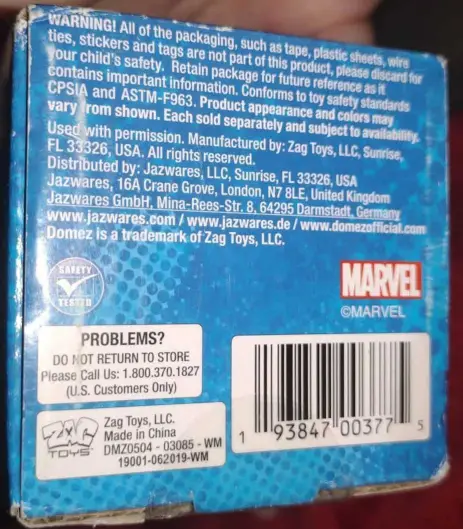 WARNING! All of the packaging, such as tape, plastic sheets, wire
ties, stickers and tags are not part of this product, please discard for
your child's safety. Retain package for future reference as it
contains important information. Conforms to toy safety standards
CPSIA and ASTM-F963. Product appearance and colors may
vary from shown. Each sold separately and subject to availability.
Used with permission. Manufactured by: Zag Toys, LLC, Sunrise,
FL 33326, USA. All rights reserved.
Distributed by: Jazwares, LLC, Sunrise, FL 33326, USA
Jazwares, 16A Crane Grove, London, N7 8LE, United Kingdom
Jazwares GmbH, Mina-Rees-Str. 8, 64295 Darmstadt, Germany
www.jazwares.com / www.jazwares.de / www.domezofficial.com
Domez is a trademark of Zag Toys, LLC.
SAFETY
TESTED
MARVEL
©MARVEL
PROBLEMS?
DO NOT RETURN TO STORE
Please Call Us: 1.800.370.1827
(U.S. Customers Only)
ZAG
TOYS
Zag Toys, LLC.
Made in China
DMZ0504 - 03085 - WM
19001-062019-WM
1 93847 00377 5